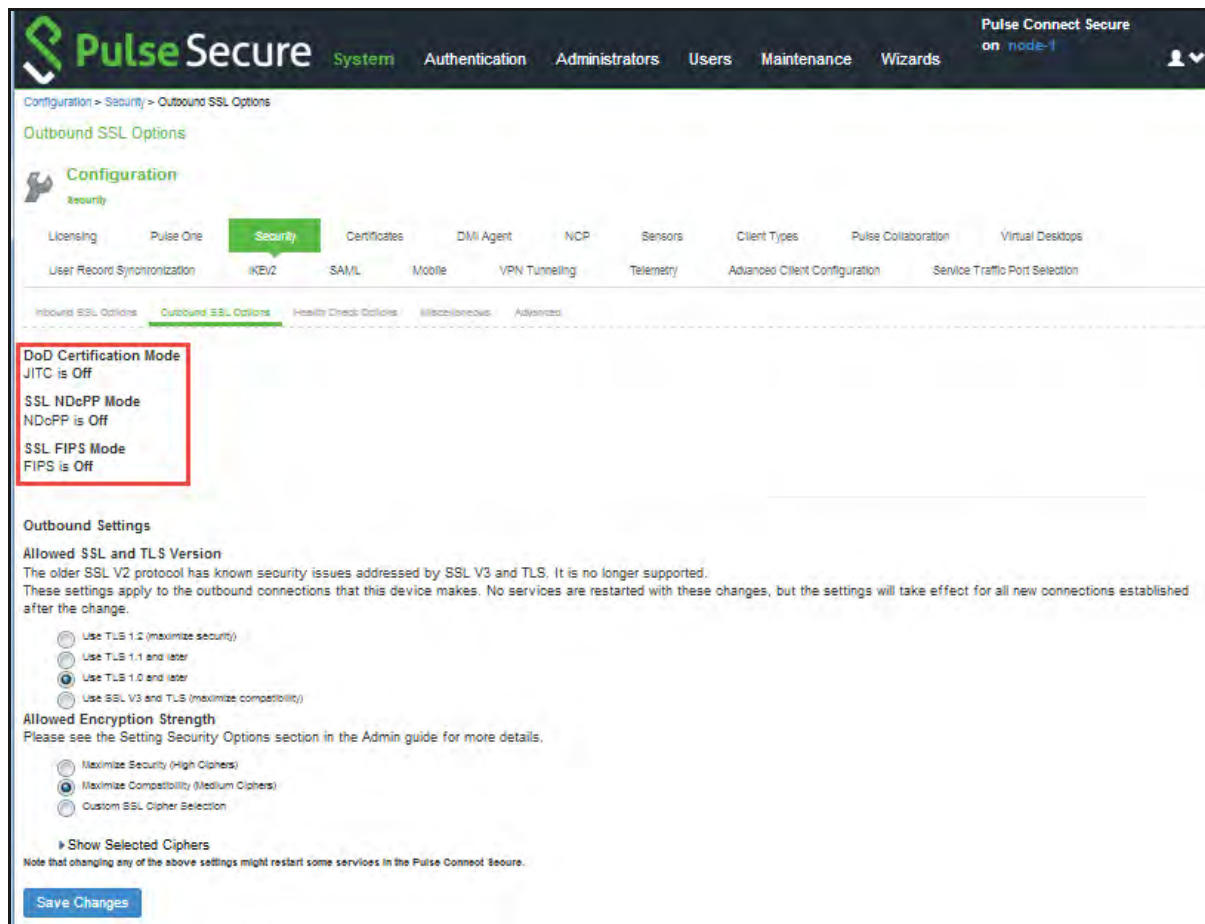 Pulse Secure
System Authentication Administrators Users Maintenance Wizards
Pulse Connect Secure
on node-1
Configuration > Security > Outbound SSL Options
Outbound SSL Options
Configuration
Security
Licensing Pulse One Security Certificates DMI Agent NCP Sensors Client Types Pulse Collaboration Virtual Desktops
User Record Synchronization IKEv2 SAML Mobile VPN Tunneling Telemetry Advanced Client Configuration Service Traffic Port Selection
Inbound SSL Options Outbound SSL Options Health Check Options Miscellaneous Advanced
DoD Certification Mode
JITC is Off
SSL NDcPP Mode
NDcPP is Off
SSL FIPS Mode
FIPS is Off
Outbound Settings
Allowed SSL and TLS Version
The older SSL V2 protocol has known security issues addressed by SSL V3 and TLS. It is no longer supported.
These settings apply to the outbound connections that this device makes. No services are restarted with these changes, but the settings will take effect for all new connections established
after the change.
Use TLS 1.2 (maximize security)
Use TLS 1.1 and later
Use TLS 1.0 and later
Use SSL V3 and TLS (maximize compatibility)
Allowed Encryption Strength
Please see the Setting Security Options section in the Admin guide for more details.
Maximize Security (High Ciphers)
Maximize Compatibility (Medium Ciphers)
Custom SSL Cipher Selection
Show Selected Ciphers
Note that changing any of the above settings might restart some services in the Pulse Connect Secure.
Save Changes